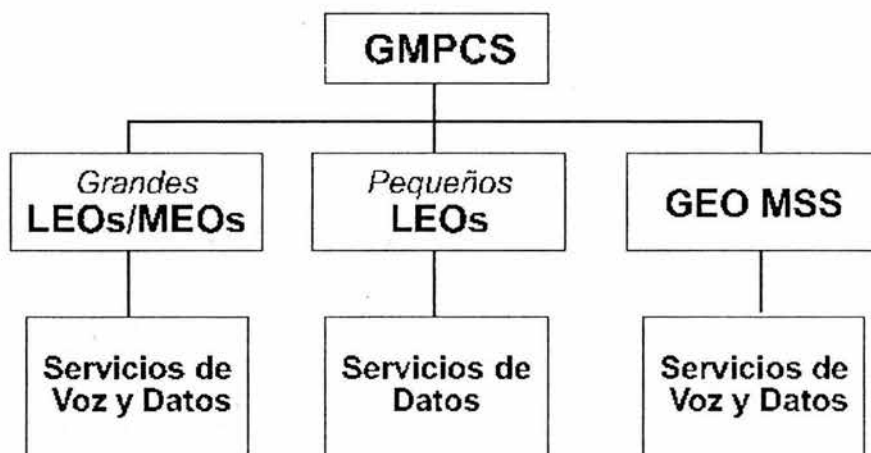 GMPCS
Grandes
LEOs/MEOs
Pequeños
LEOs
GEO MSS
Servicios de
Voz y Datos
Servicios de
Datos
Servicios de
Voz y Datos